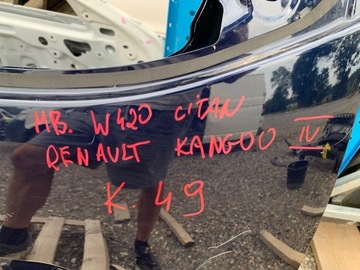 MB. W420 CITAN
RENAULT KANGOO IV
K. 49